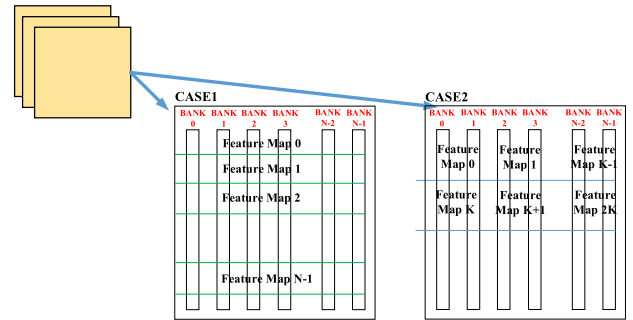 CASE1
BANK BANK BANK BANK BANK BANK
0 1 2 3 N-2 N-1
Feature Map 0
Feature Map 1
Feature Map 2
Feature Map N-1
CASE2
BANK BANK BANK BANK BANK BANK
0 1 2 3 N-2 N-1
Feature Feature Feature
Map 0 Map 1 Map K-1
Feature Feature Feature
Map K Map K+1 Map 2K